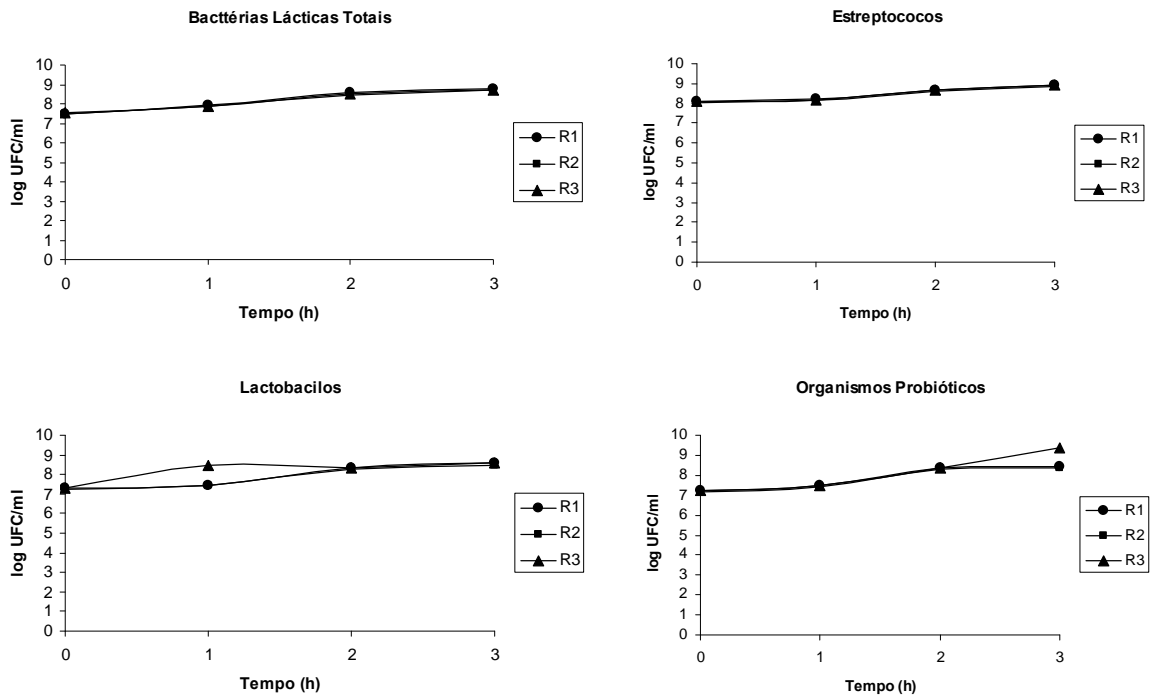 Bacttérias Lácticas Totais
log UFC/ml
10
9
8
7
6
5
4
3
2
1
0
0 1 2 3
Tempo (h)
R1
R2
R3
Estreptococos
log UFC/ml
10
9
8
7
6
5
4
3
2
1
0
0 1 2 3
Tempo (h)
R1
R2
R3
Lactobacilos
log UFC/ml
10
9
8
7
6
5
4
3
2
1
0
0 1 2 3
Tempo (h)
R1
R2
R3
Organismos Probióticos
log UFC/ml
10
9
8
7
6
5
4
3
2
1
0
0 1 2 3
Tempo (h)
R1
R2
R3